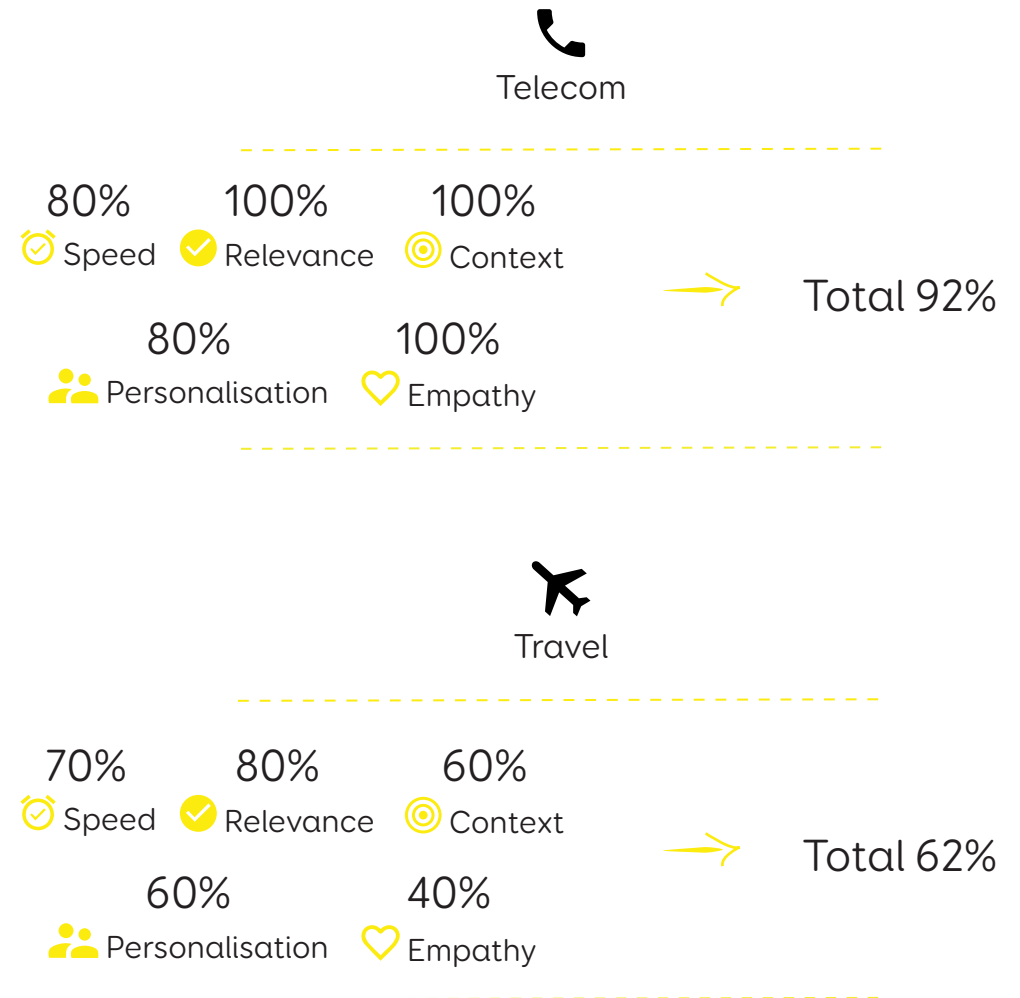 Telecom
80% 100% 100%
Speed Relevance Context
Total 92%
80% 100%
Personalisation Empathy
Travel
70% 80% 60%
Speed Relevance Context
Total 62%
60% 40%
Personalisation Empathy